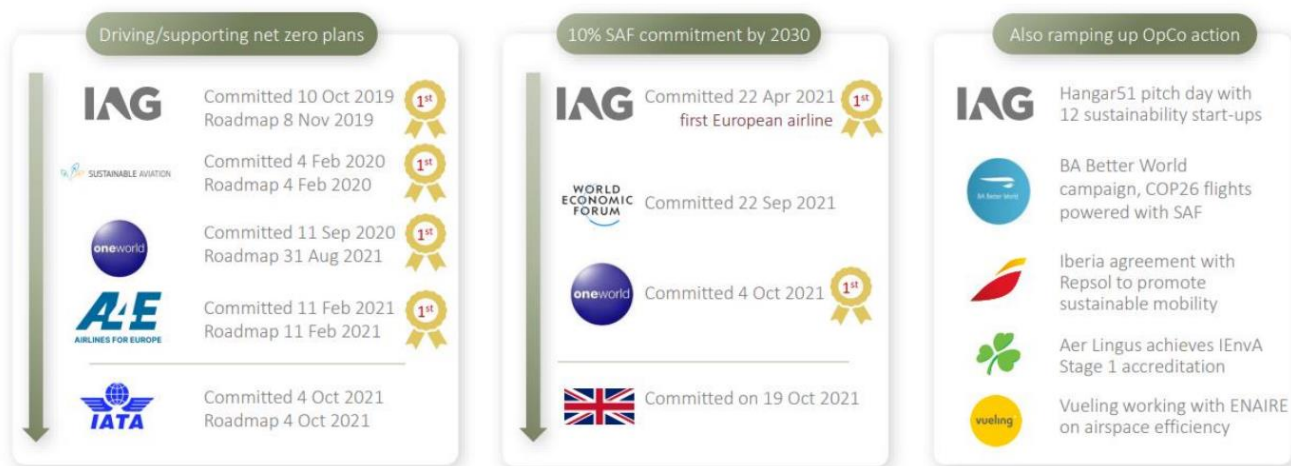 Driving/supporting net zero plans
IAG
Committed 10 Oct 2019
Roadmap 8 Nov 2019
1st
SUSTAINABLE AVIATION
Committed 4 Feb 2020
Roadmap 4 Feb 2020
1st
oneworld
Committed 11 Sep 2020
Roadmap 31 Aug 2021
1st
A4E
AIRLINES FOR EUROPE
Committed 11 Feb 2021
Roadmap 11 Feb 2021
1st
IATA
Committed 4 Oct 2021
Roadmap 4 Oct 2021
10% SAF commitment by 2030
IAG
Committed 22 Apr 2021
first European airline
1st
WORLD
ECONOMIC
FORUM
Committed 22 Sep 2021
oneworld
Committed 4 Oct 2021
1st
Committed on 19 Oct 2021
Also ramping up OpCo action
IAG
Hangar51 pitch day with
12 sustainability start-ups
BA Better World
BA Better World
campaign, COP26 flights
powered with SAF
Iberia agreement with
Repsol to promote
sustainable mobility
Aer Lingus achieves IEnvA
Stage 1 accreditation
vueling
Vueling working with ENAIRE
on airspace efficiency